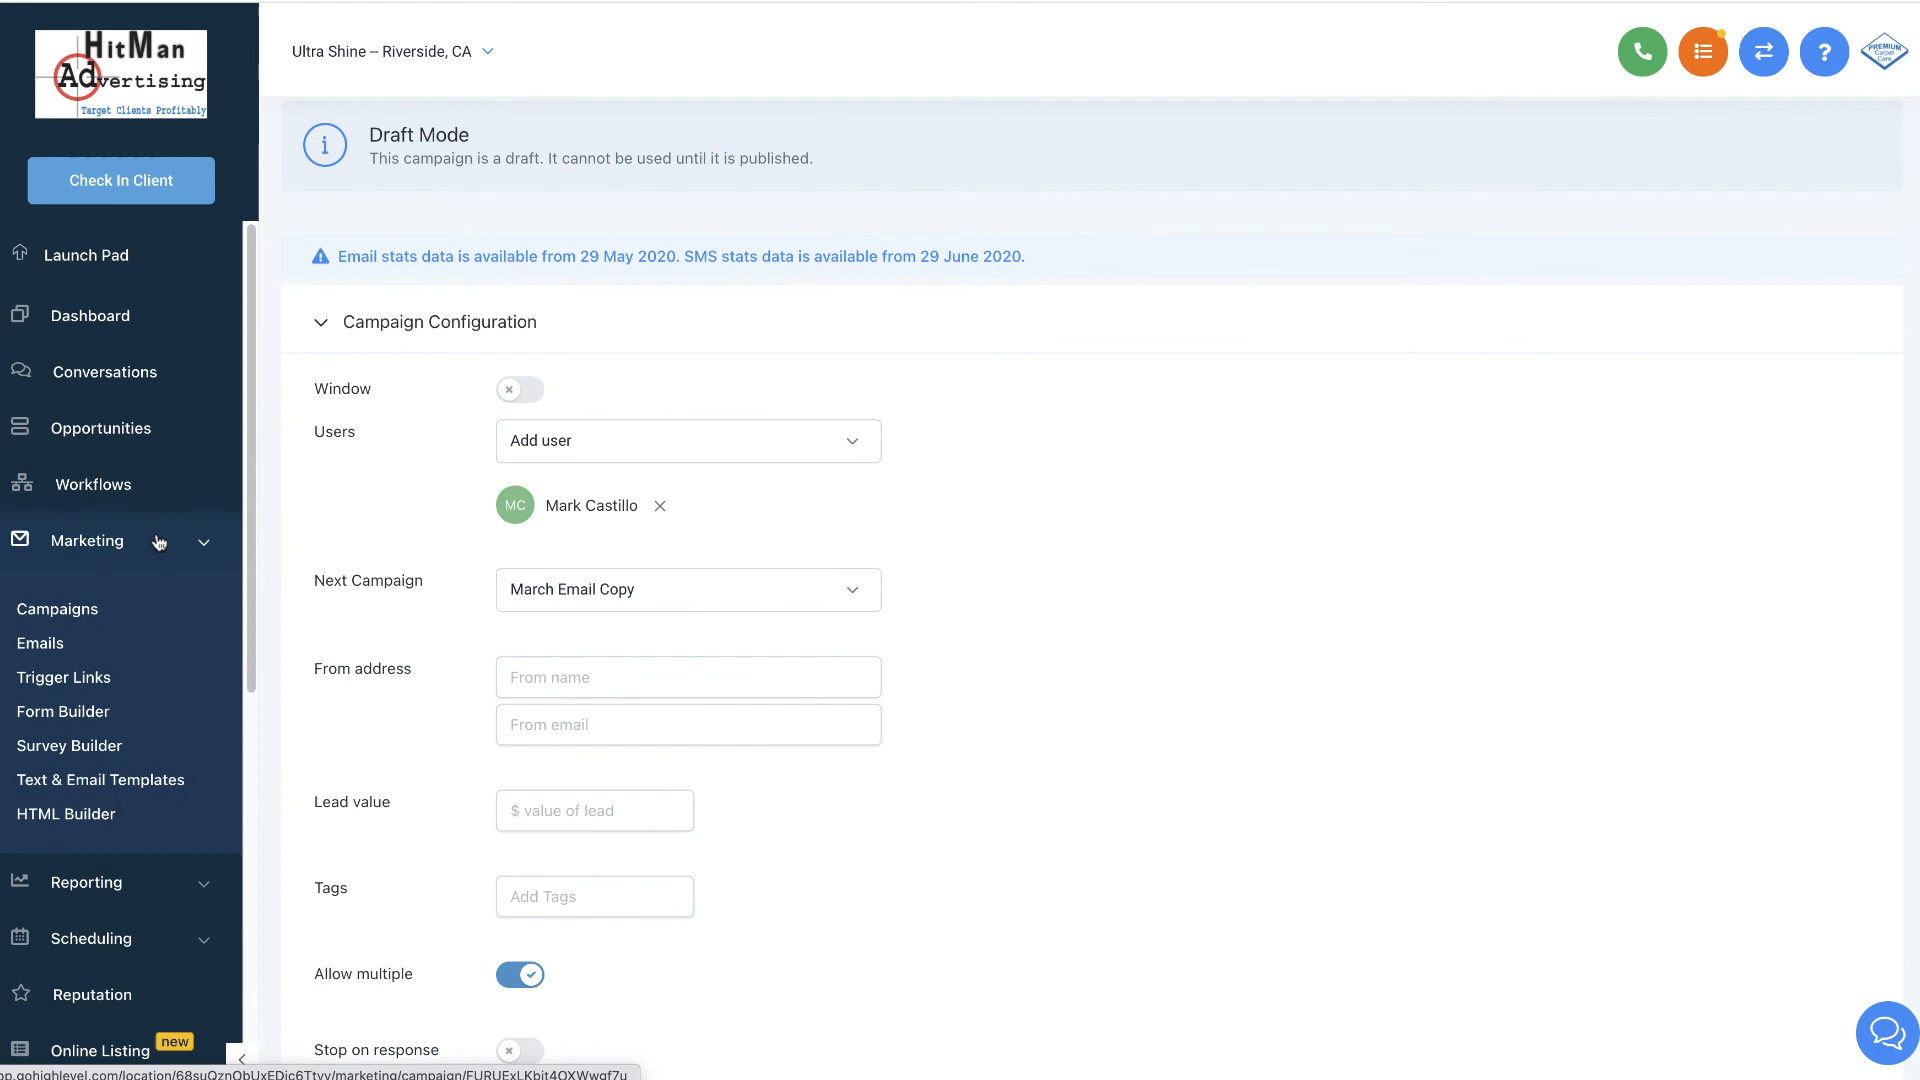 HitMan
Advertising
Target Clients Profitably
Ultra Shine -- Riverside, CA
?
PREMIUM
Carpet
Care
Check In Client
Launch Pad
Dashboard
Conversations
Opportunities
Workflows
Marketing
Campaigns
Emails
Trigger Links
Form Builder
Survey Builder
Text & Email Templates
HTML Builder
Reporting
Scheduling
Reputation
Online Listing
new
i
Draft Mode
This campaign is a draft. It cannot be used until it is published.
Email stats data is available from 29 May 2020. SMS stats data is available from 29 June 2020.
Campaign Configuration
Window
Users
Add user
MC
Mark Castillo
Next Campaign
March Email Copy
From address
From name
From email
Lead value
$ value of lead
Tags
Add Tags
Allow multiple
Stop on response